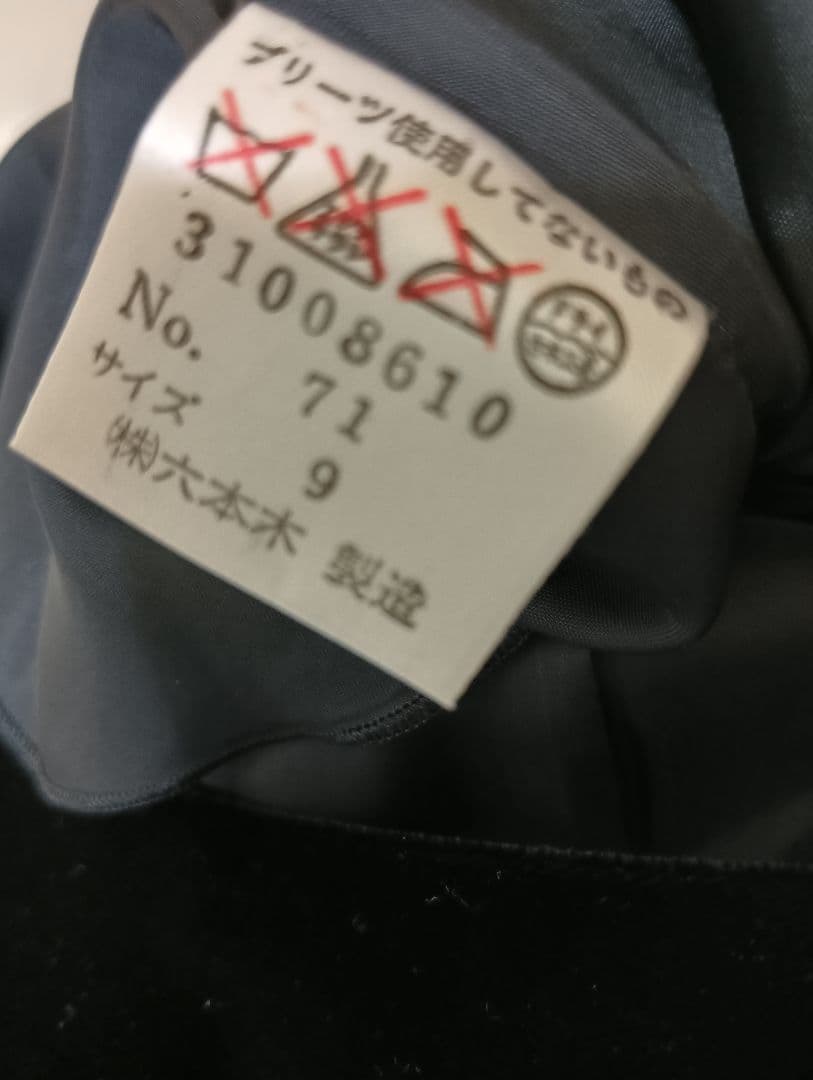 プリーツ使用してないもの
31008610
No. 71
サイズ 9
㈱六本木 製造